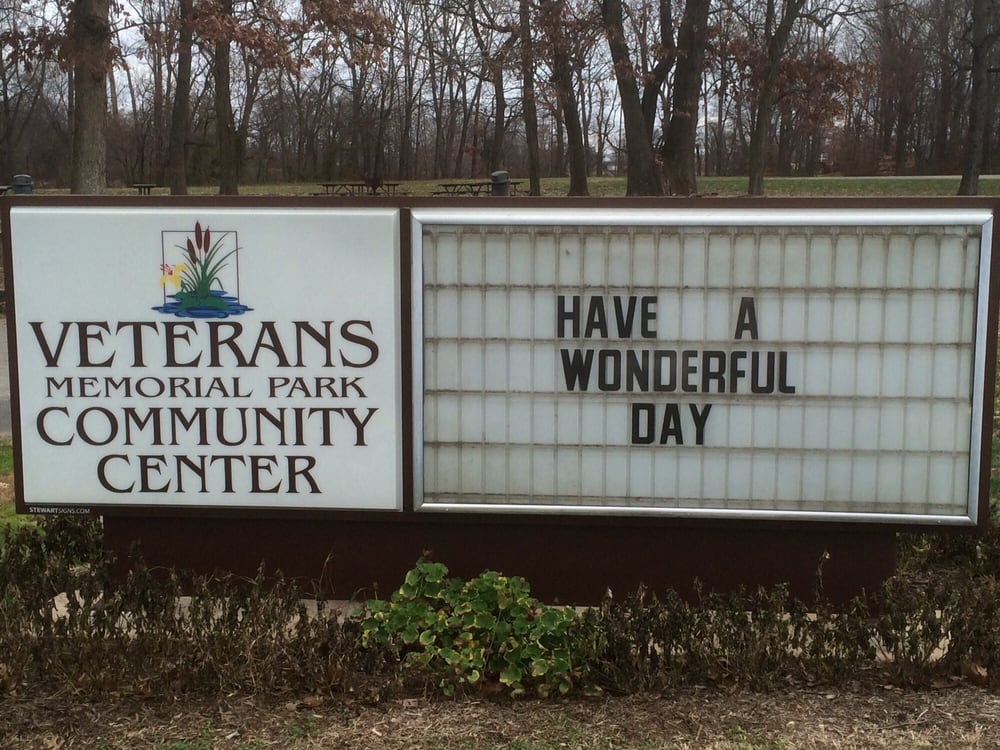 VETERANS
MEMORIAL PARK
COMMUNITY
CENTER
STEWARTSIGNS.COM
HAVE A
WONDERFUL
DAY